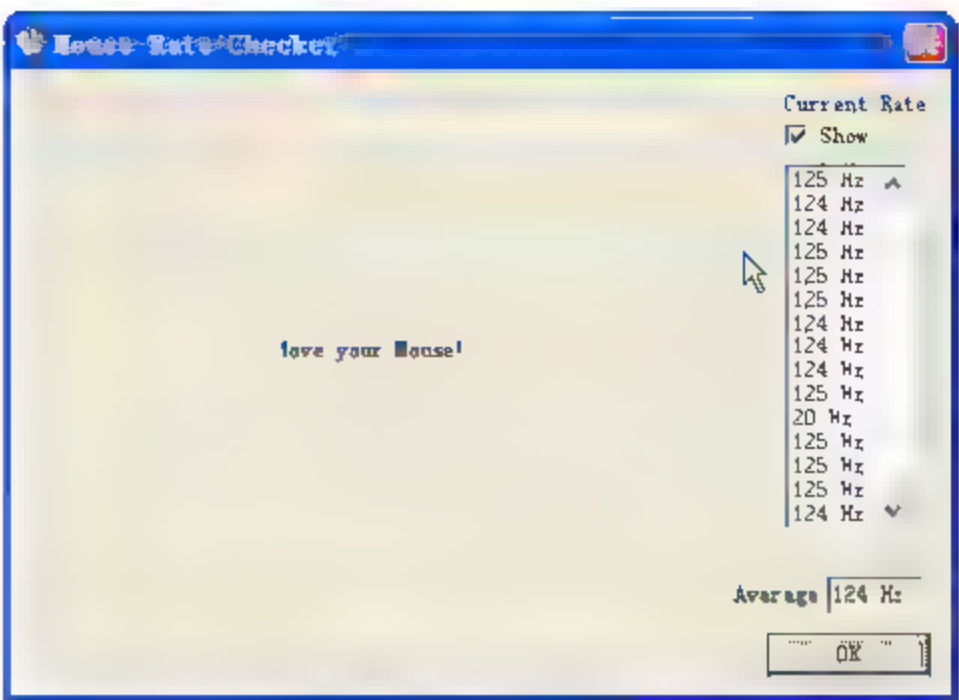 Mouse Rate Checker
Current Rate
Show
125 Hz
124 Hz
124 Hz
125 Hz
125 Hz
125 Hz
124 Hz
124 Hz
124 Hz
125 Hz
20 Hz
125 Hz
125 Hz
125 Hz
124 Hz
Move your Mouse!
Average 124 Hz
OK